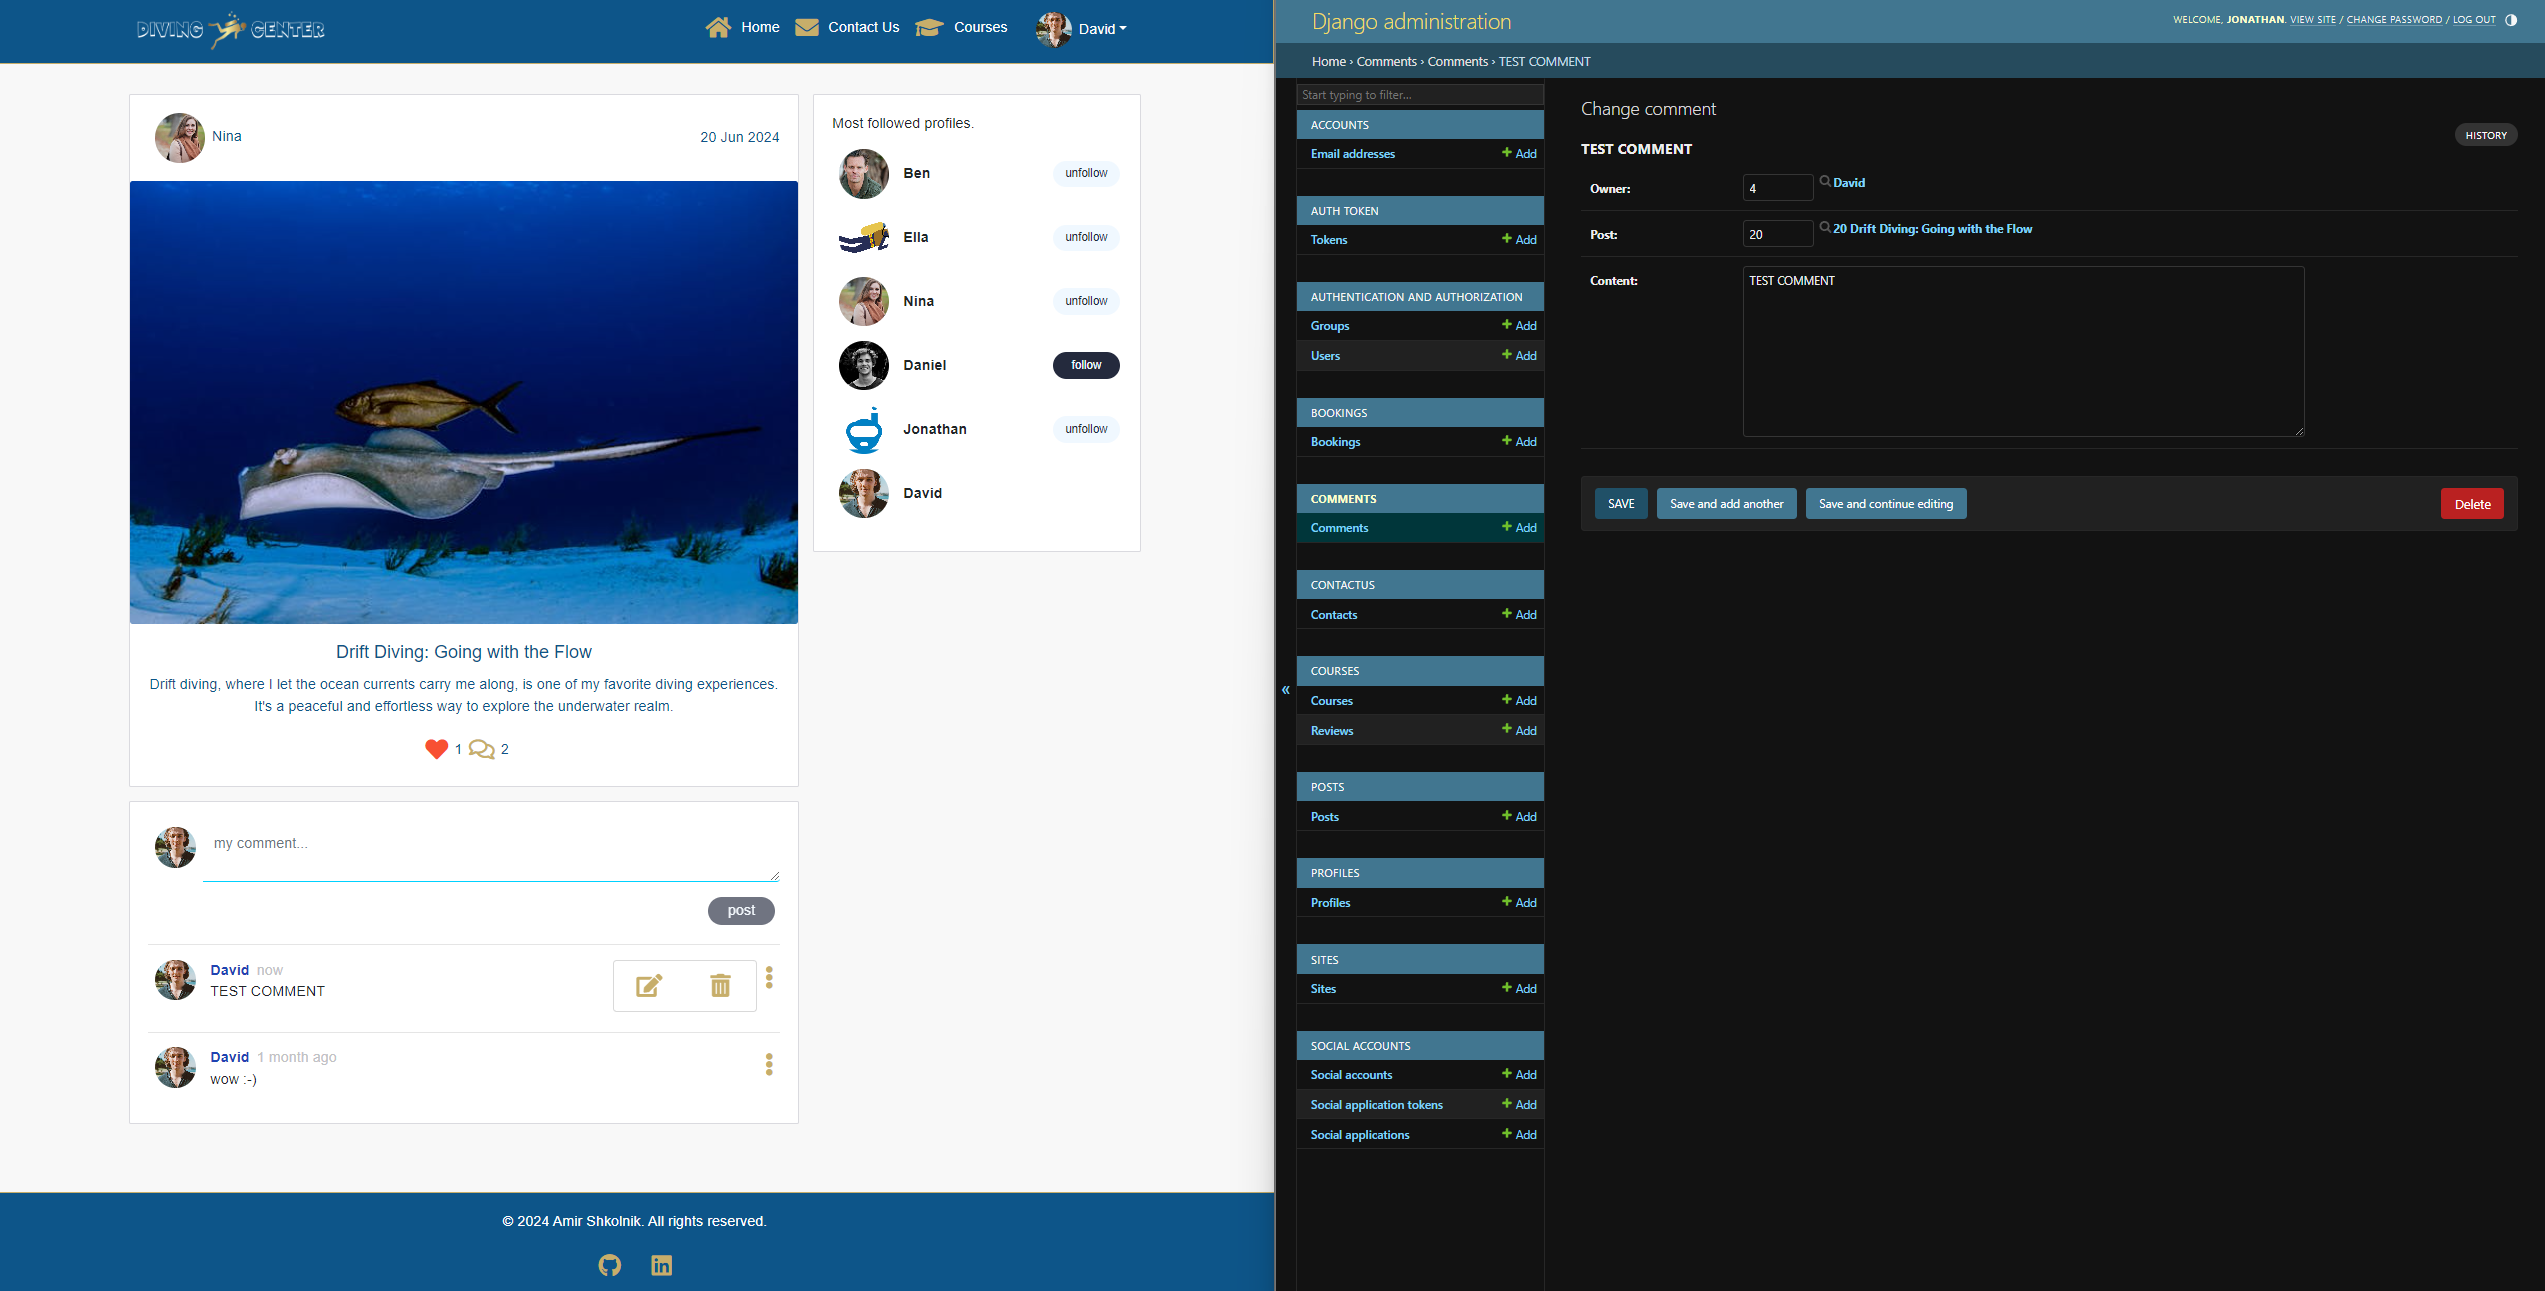 DIVING CENTER
Home
Contact Us
Courses
David
Nina
20 Jun 2024
Drift Diving: Going with the Flow
Drift diving, where I let the ocean currents carry me along, is one of my favorite diving experiences.
It's a peaceful and effortless way to explore the underwater realm.
1
2
my comment...
post
David now
TEST COMMENT
David 1 month ago
wow :-)
Most followed profiles.
Ben unfollow
Ella unfollow
Nina unfollow
Daniel follow
Jonathan unfollow
David
© 2024 Amir Shkolnik. All rights reserved.
Django administration
WELCOME, JONATHAN. VIEW SITE / CHANGE PASSWORD / LOG OUT
Home › Comments › Comments › TEST COMMENT
Start typing to filter...
ACCOUNTS
Email addresses Add
AUTH TOKEN
Tokens Add
AUTHENTICATION AND AUTHORIZATION
Groups Add
Users Add
BOOKINGS
Bookings Add
COMMENTS
Comments Add
CONTACTUS
Contacts Add
COURSES
Courses Add
Reviews Add
POSTS
Posts Add
PROFILES
Profiles Add
SITES
Sites Add
SOCIAL ACCOUNTS
Social accounts Add
Social application tokens Add
Social applications Add
«
Change comment
HISTORY
TEST COMMENT
Owner: 4 David
Post: 20 20 Drift Diving: Going with the Flow
Content: TEST COMMENT
SAVE
Save and add another
Save and continue editing
Delete